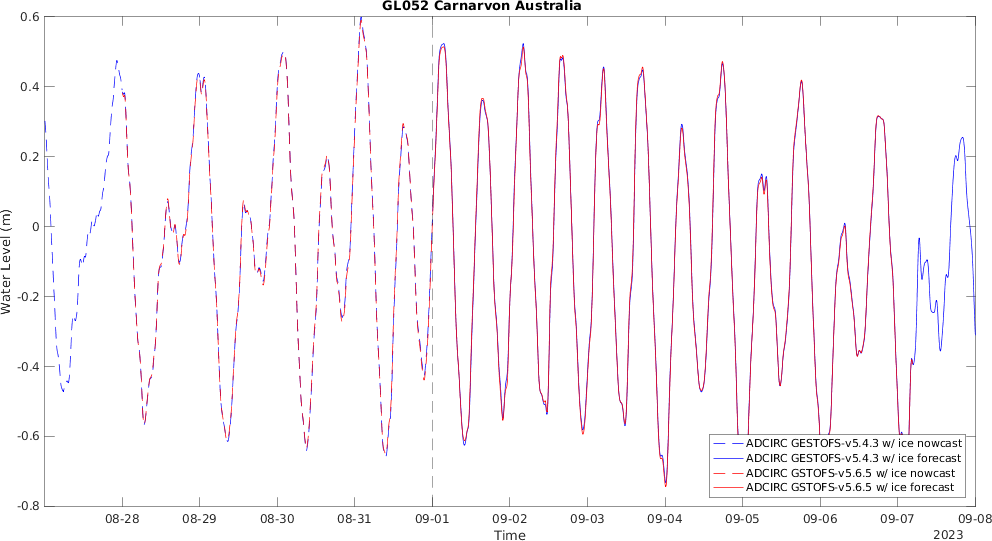 GL052 Carnarvon Australia
0.6
0.4
0.2
0
-0.2
-0.4
-0.6
-0.8
Water Level (m)
ADCIRC GESTOFS-v5.4.3 w/ ice nowcast
ADCIRC GESTOFS-v5.4.3 w/ ice forecast
ADCIRC GSTOFS-v5.6.5 w/ ice nowcast
ADCIRC GSTOFS-v5.6.5 w/ ice forecast
08-28 08-29 08-30 08-31 09-01 09-02 09-03 09-04 09-05 09-06 09-07 09-08
Time
2023